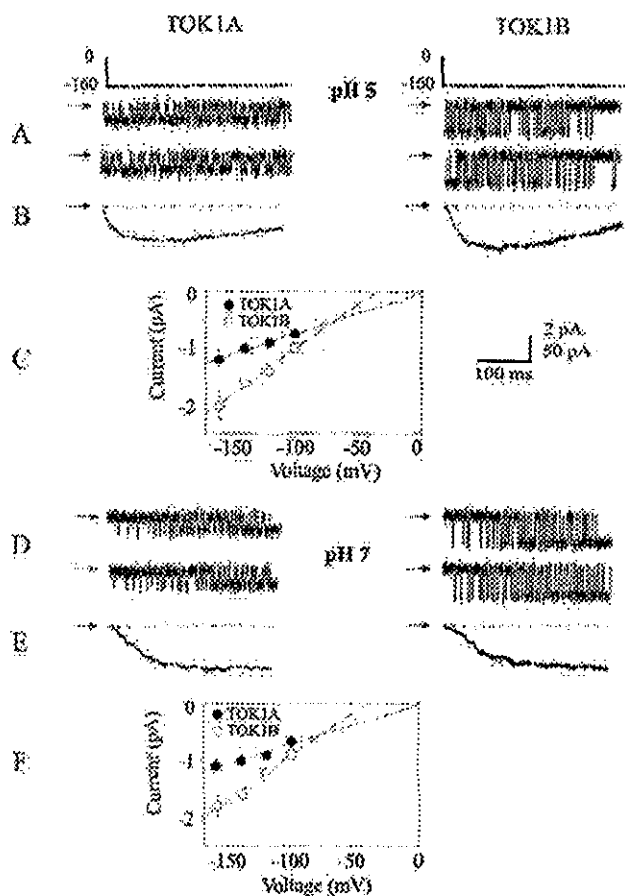 TOK1A
TOK1B
0
-160
pH 5
0
-160
A
B
C
Current (pA)
0
-1
-2
TOK1A
TOK1B
-150
-100
-50
0
Voltage (mV)
2 pA
50 pA
100 ms
D
pH 7
E
F
Current (pA)
0
-1
-2
TOK1A
TOK1B
-150
-100
-50
0
Voltage (mV)